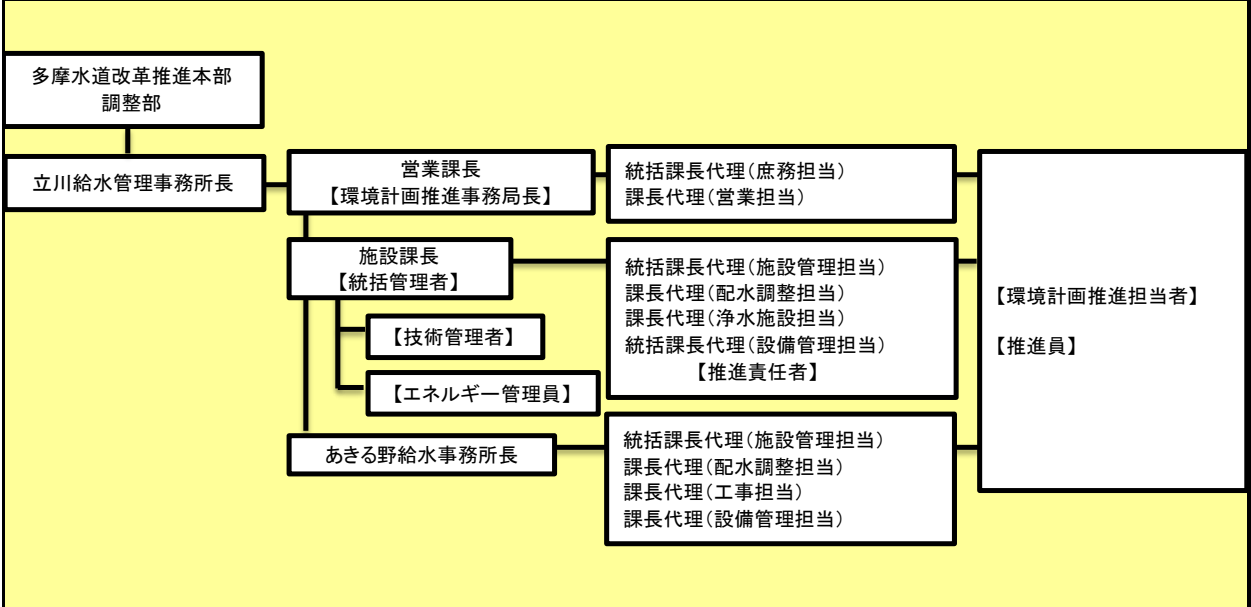 多摩水道改革推進本部
調整部
立川給水管理事務所長
営業課長
【環境計画推進事務局長】
統括課長代理(庶務担当)
課長代理(営業担当)
施設課長
【統括管理者】
【技術管理者】
【エネルギー管理員】
統括課長代理(施設管理担当)
課長代理(配水調整担当)
課長代理(浄水施設担当)
統括課長代理(設備管理担当)
【推進責任者】
あきる野給水事務所長
統括課長代理(施設管理担当)
課長代理(配水調整担当)
課長代理(工事担当)
課長代理(設備管理担当)
【環境計画推進担当者】
【推進員】